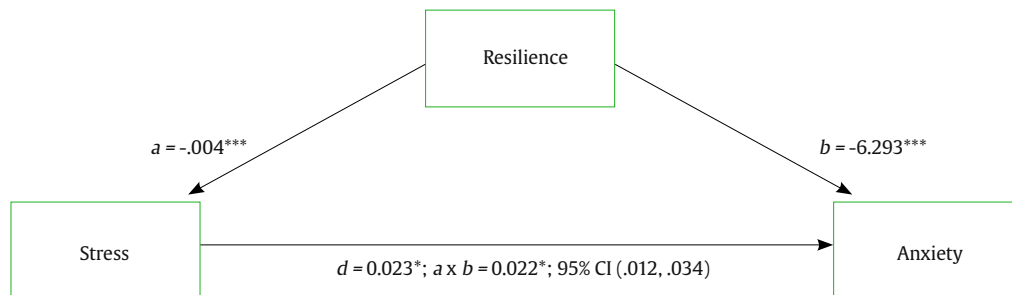 Resilience
a = -.004***
b = -6.293***
Stress
Anxiety
d = 0.023*; a x b = 0.022*; 95% CI (.012, .034)